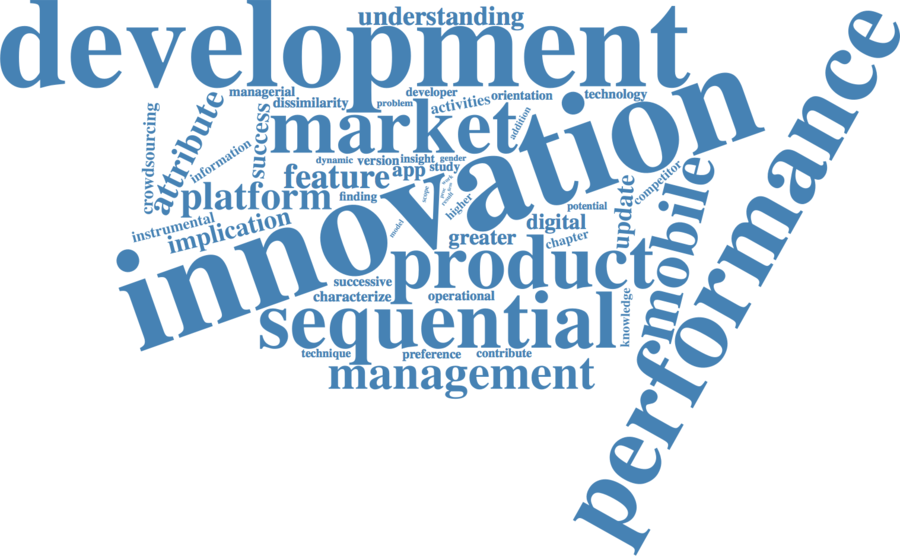 understanding
development
performance
managerial
developer
orientation
technology
dissimilarity
problem
activities
crowdsourcing
attribute
success
market
addition
innovation
information
dynamic
version
insight
gender
feature
app
study
platform
finding
scope
higher
potential
update
competitor
mobile
instrumental
implication
model
digital
greater
chapter
product
successive
characterize
operational
sequential
knowledge
technique
preference
contribute
management